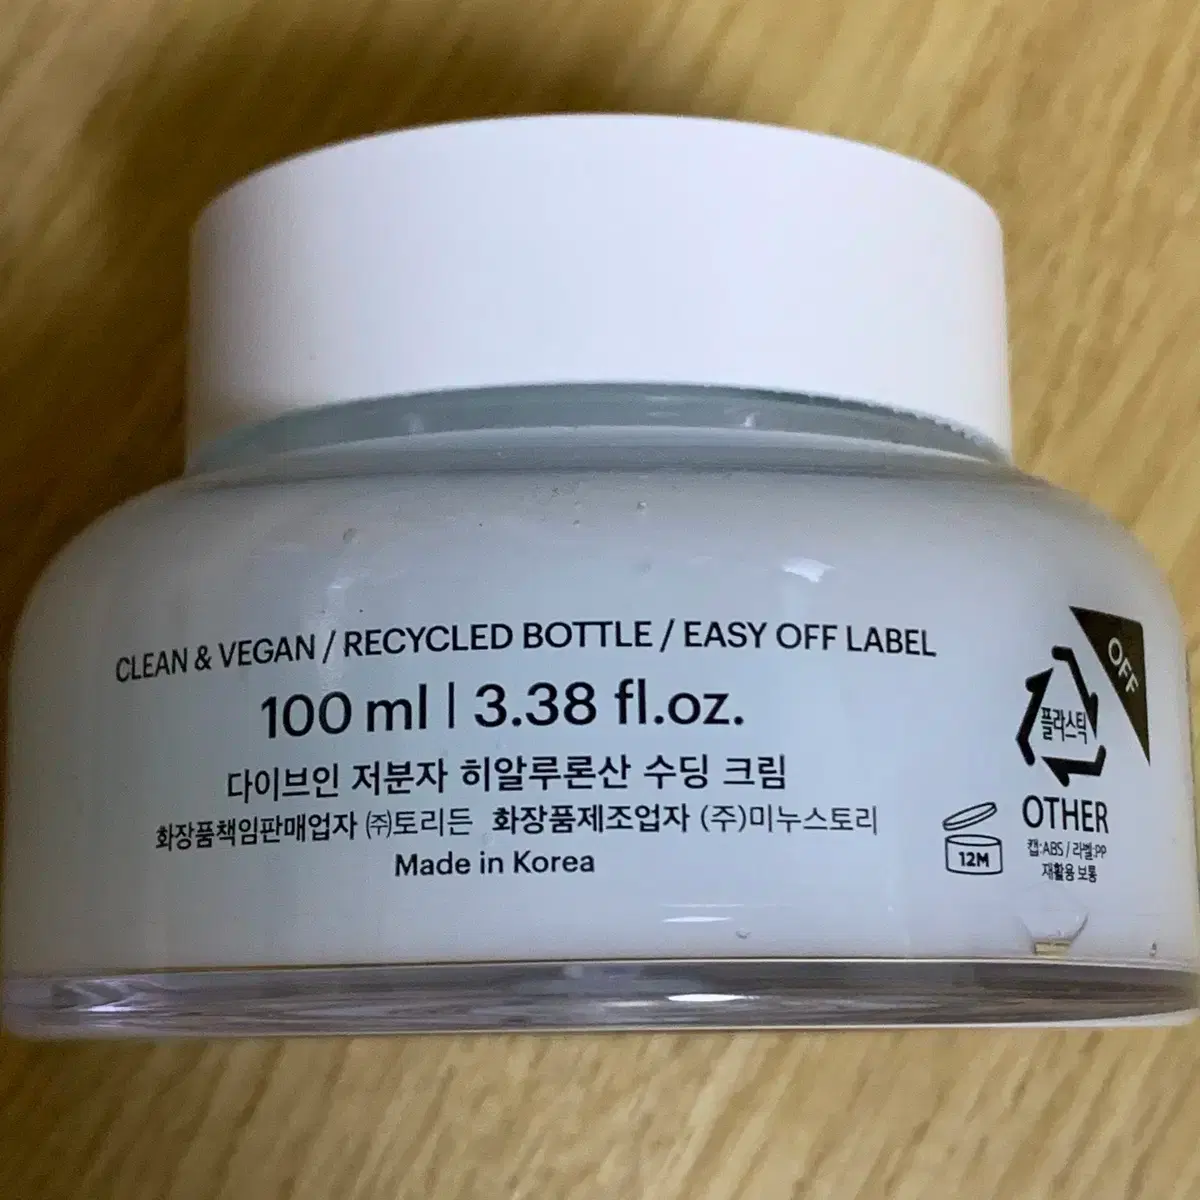 CLEAN & VEGAN / RECYCLED BOTTLE / EASY OFF LABEL
100 ml | 3.38 fl.oz.
다이브인 저분자 히알루론산 수딩 크림
화장품책임판매업자 ㈜토리든 화장품제조업자 (주)미누스토리
Made in Korea
12M
OFF
플라스틱
OTHER
캡:ABS / 라벨:PP
재활용 보통